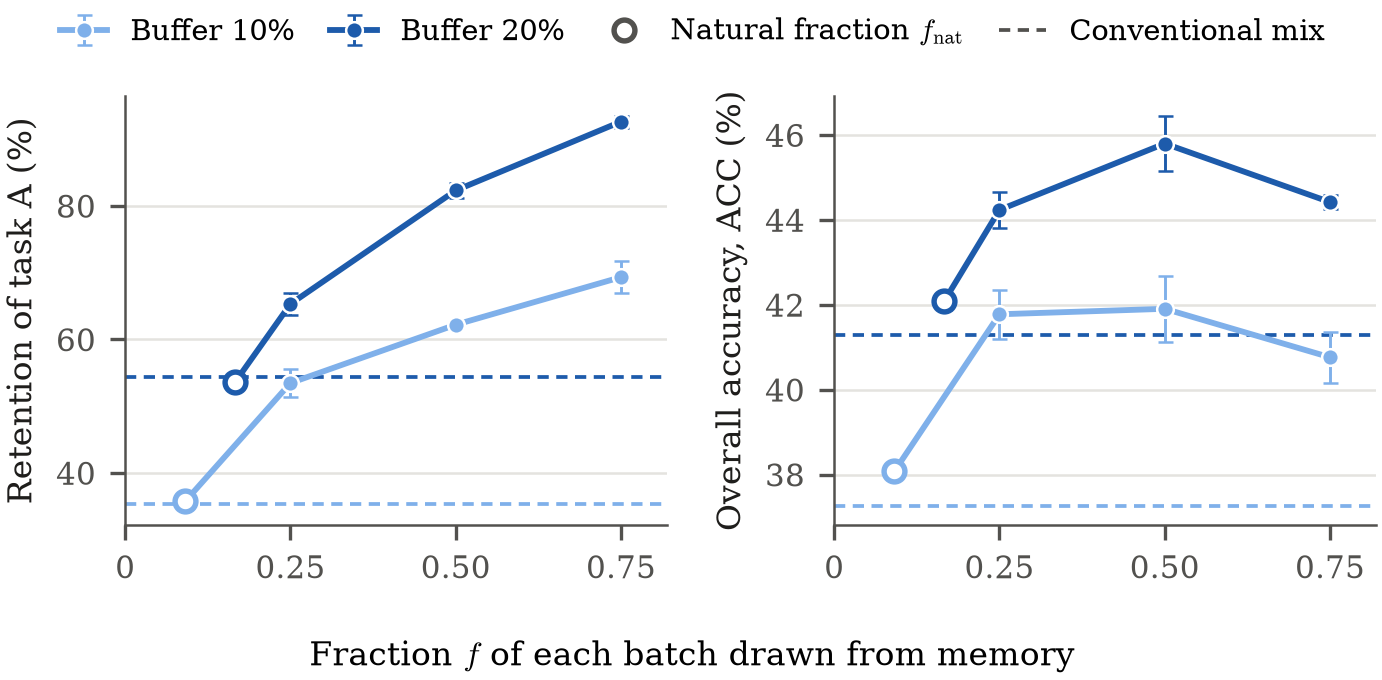 Buffer 10% Buffer 20% Natural fraction f_nat Conventional mix
Retention of task A (%)
80
60
40
0 0.25 0.50 0.75
Overall accuracy, ACC (%)
46
44
42
40
38
0 0.25 0.50 0.75
Fraction f of each batch drawn from memory